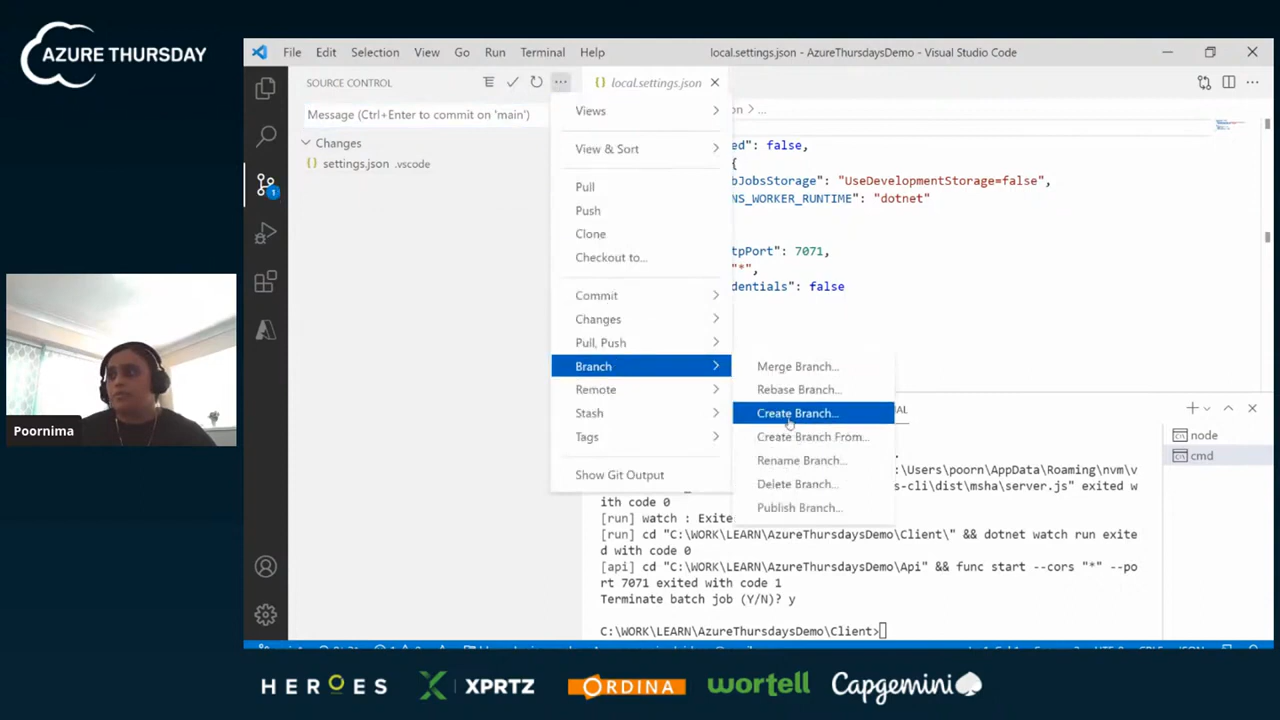 AZURE THURSDAY
File Edit Selection View Go Run Terminal Help
local.settings.json - AzureThursdaysDemo - Visual Studio Code
SOURCE CONTROL
{} local.settings.json
Message (Ctrl+Enter to commit on 'main')
Changes
{} settings.json .vscode
1
Views
View & Sort
Pull
Push
Clone
Checkout to...
Commit
Changes
Pull, Push
Branch
Remote
Stash
Tags
Show Git Output
Merge Branch...
Rebase Branch...
Create Branch...
Create Branch From...
Rename Branch...
Delete Branch...
Publish Branch...
on > ...
ed": false,
{
bJobsStorage": "UseDevelopmentStorage=false",
NS_WORKER_RUNTIME": "dotnet"
tpPort": 7071,
"*",
dentials": false
AL
node
cmd
:\Users\poorn\AppData\Roaming\nvm\v
s-cli\dist\msha\server.js" exited w
ith code 0
[run] watch : Exite
[run] cd "C:\WORK\LEARN\AzureThursdaysDemo\Client\" && dotnet watch run exite
d with code 0
[api] cd "C:\WORK\LEARN\AzureThursdaysDemo\Api" && func start --cors "*" --po
rt 7071 exited with code 1
Terminate batch job (Y/N)? y
C:\WORK\LEARN\AzureThursdaysDemo\Client>
Poornima
HEROES
XPRTZ
ORDINA
wortell
Capgemini